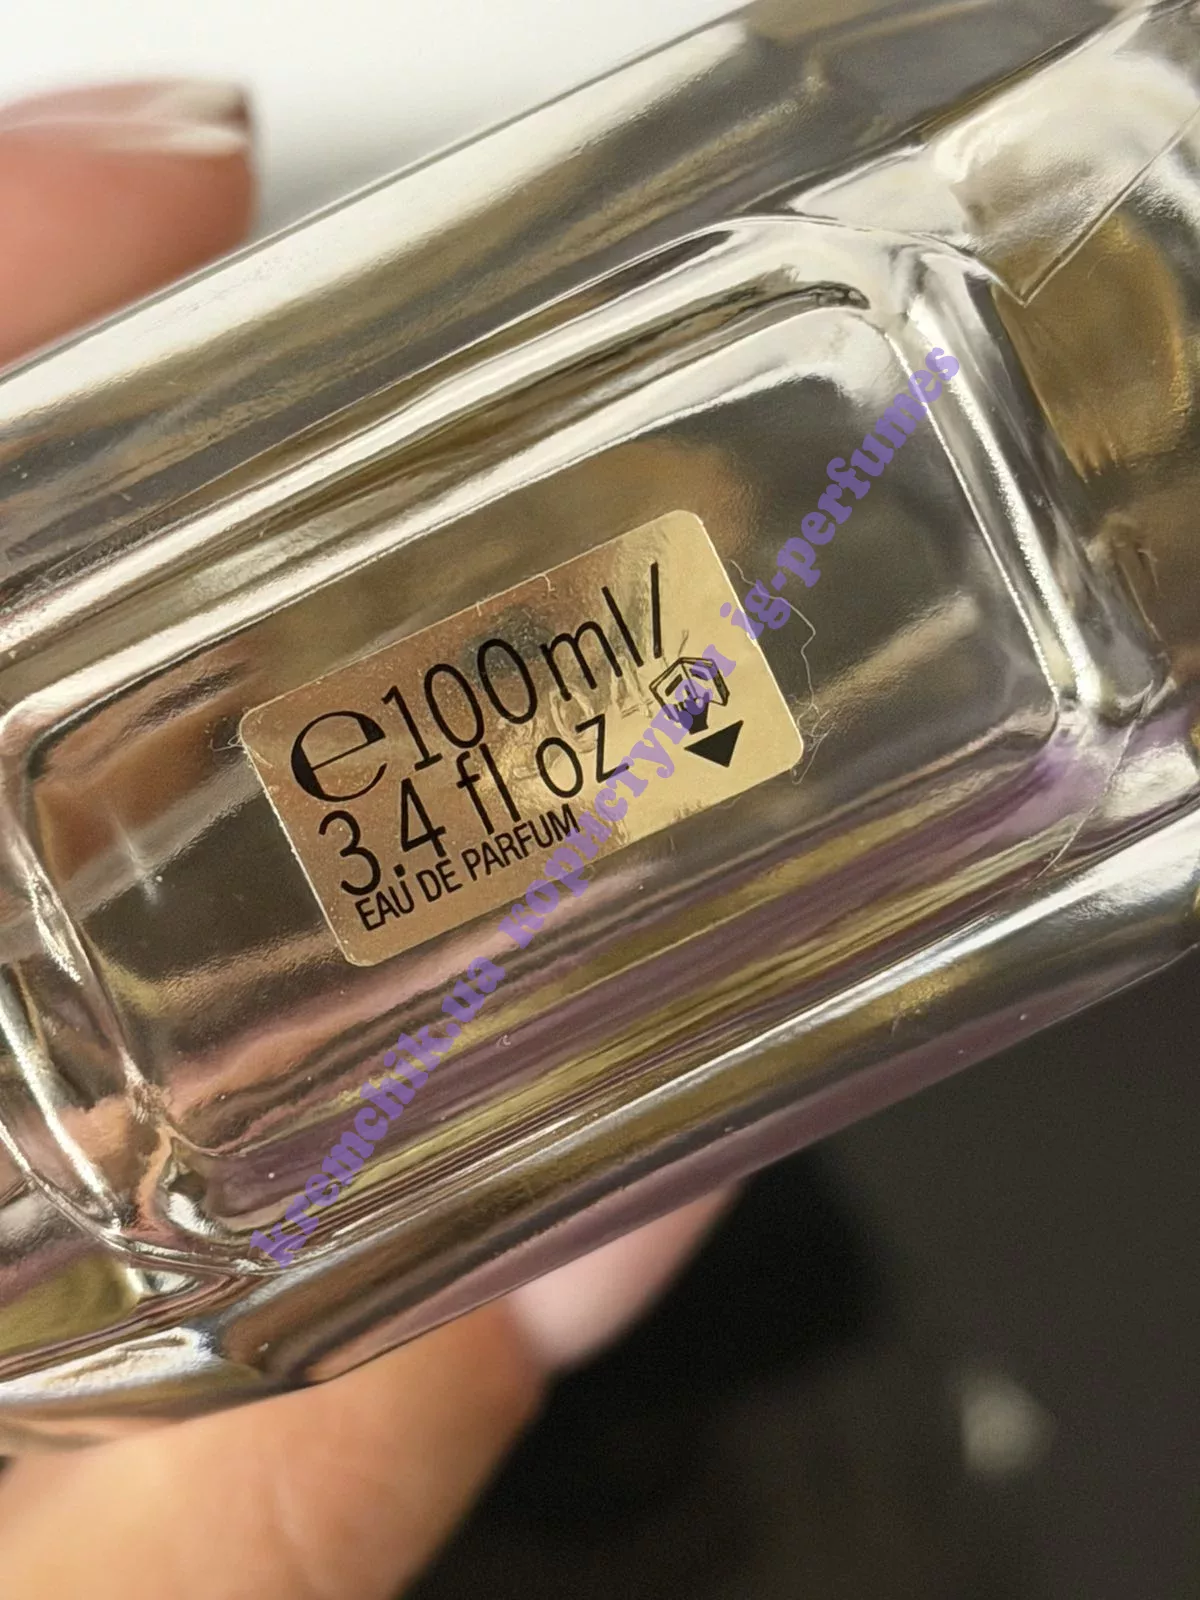 ℮100ml/
3.4 fl oz
EAU DE PARFUM
kremchik.ua користувач ig-perfumes